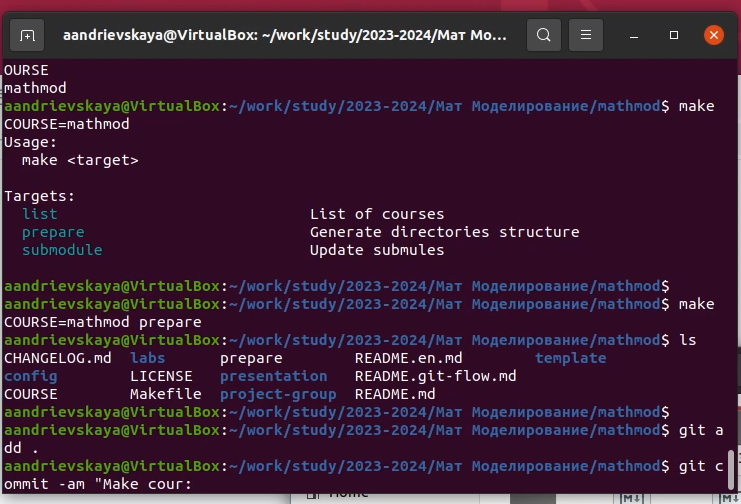 aandrievskaya@VirtualBox: ~/work/study/2023-2024/Мат Мо...
OURSE
mathmod
aandrievskaya@VirtualBox:~/work/study/2023-2024/Мат Моделирование/mathmod$ make
COURSE=mathmod
Usage:
  make <target>

Targets:
  list                            List of courses
  prepare                         Generate directories structure
  submodule                       Update submules

aandrievskaya@VirtualBox:~/work/study/2023-2024/Мат Моделирование/mathmod$
aandrievskaya@VirtualBox:~/work/study/2023-2024/Мат Моделирование/mathmod$ make
COURSE=mathmod prepare
aandrievskaya@VirtualBox:~/work/study/2023-2024/Мат Моделирование/mathmod$ ls
CHANGELOG.md  labs      prepare        README.en.md        template
config        LICENSE   presentation   README.git-flow.md
COURSE        Makefile  project-group  README.md
aandrievskaya@VirtualBox:~/work/study/2023-2024/Мат Моделирование/mathmod$
aandrievskaya@VirtualBox:~/work/study/2023-2024/Мат Моделирование/mathmod$ git a
dd .
aandrievskaya@VirtualBox:~/work/study/2023-2024/Мат Моделирование/mathmod$ git c
ommit -am "Make cour:
Home